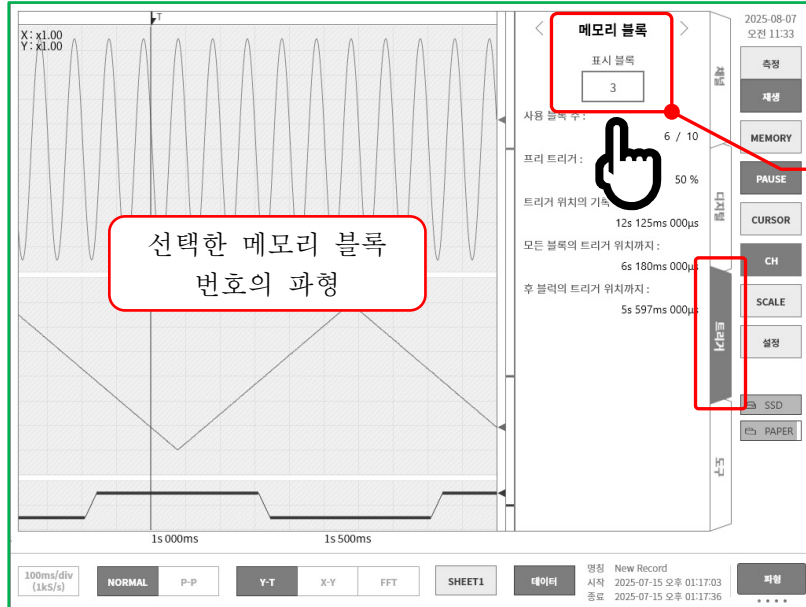 T
X: x1.00
Y: x1.00
메모리 블록
표시 블록
3
사용 블록 수 :
6 / 10
프리 트리거 :
50 %
트리거 위치의 기록
12s 125ms 000µs
모든 블록의 트리거 위치까지 :
6s 180ms 000µs
후 블럭의 트리거 위치까지 :
5s 597ms 000µs
선택한 메모리 블록
번호의 파형
1s000ms
1s500ms
채널
디지털
트리거
도구
2025-08-07
오전 11:33
측정
재생
MEMORY
PAUSE
CURSOR
CH
SCALE
설정
SSD
PAPER
100ms/div
(1kS/s)
NORMAL
P-P
Y-T
X-Y
FFT
SHEET1
데이터
명칭 New Record
시작 2025-07-15 오후 01:17:03
종료 2025-07-15 오후 01:17:36
파형